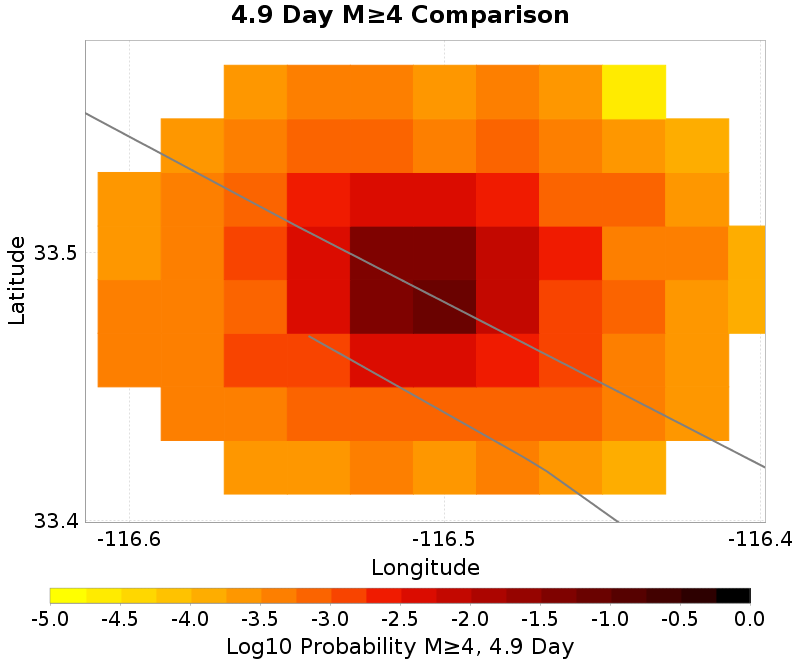 4.9 Day M≥4 Comparison
Latitude
33.5
33.4
-116.6 -116.5 -116.4
Longitude
-5.0 -4.5 -4.0 -3.5 -3.0 -2.5 -2.0 -1.5 -1.0 -0.5 0.0
Log10 Probability M≥4, 4.9 Day